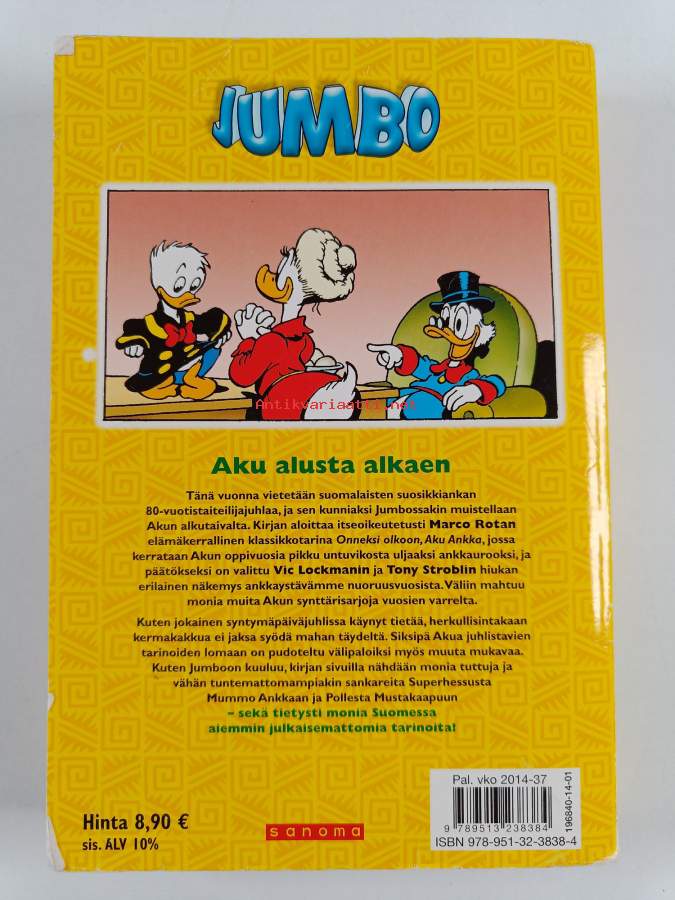 JUMBO
Antikvariaatti.net
Aku alusta alkaen
Tänä vuonna vietetään suomalaisten suosikkiankan
80-vuotistaiteilijajuhlaa, ja sen kunniaksi Jumbossakin muistellaan
Akun alkutaivalta. Kirjan aloittaa itseoikeutetusti Marco Rotan
elämäkerrallinen klassikkotarina Onneksi olkoon, Aku Ankka, jossa
kerrataan Akun oppivuosia pikku untuvikosta uljaaksi ankkaurooksi, ja
päätökseksi on valittu Vic Lockmanin ja Tony Stroblin hiukan
erilainen näkemys ankkaystävämme nuoruusvuosista. Väliin mahtuu
monia muita Akun synttärisarjoja vuosien varrelta.
Kuten jokainen syntymäpäiväjuhlissa käynyt tietää, herkullisintakaan
kermakakkua ei jaksa syödä mahan täydeltä. Siksipä Akua juhlistavien
tarinoiden lomaan on pudoteltu välipaloiksi myös muuta mukavaa.
Kuten Jumboon kuuluu, kirjan sivuilla nähdään monia tuttuja ja
vähän tuntemattomampiakin sankareita Superhessusta
Mummo Ankkaan ja Pollesta Mustakaapuun
– sekä tietysti monia Suomessa
aiemmin julkaisemattomia tarinoita!
Hinta 8,90 €
sis. ALV 10%
sanoma
Pal. vko 2014-37
9 789513 238384
ISBN 978-951-32-3838-4
196840-14-01